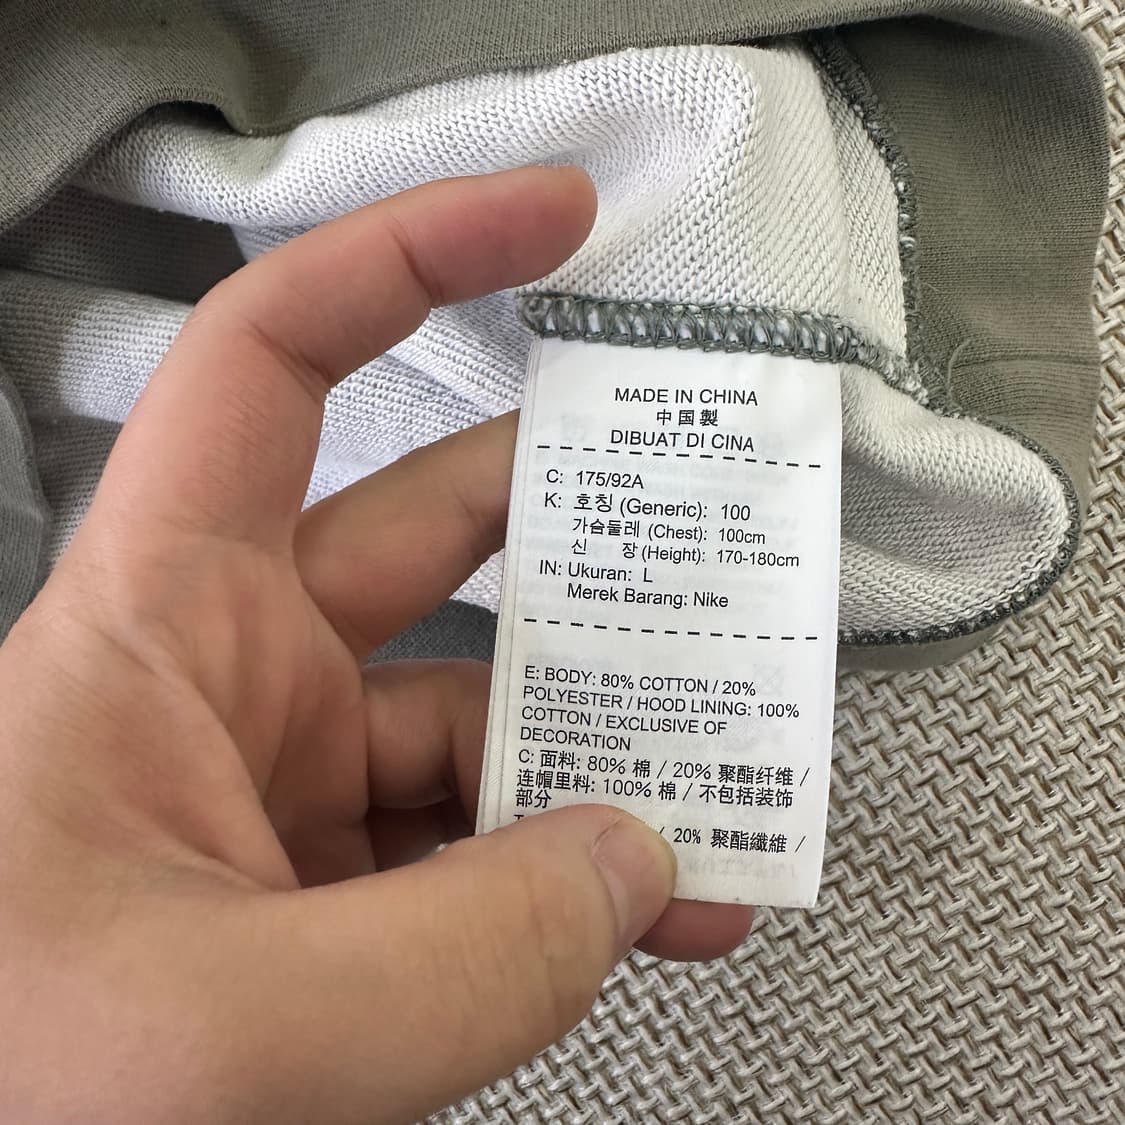 MADE IN CHINA
中国製
DIBUAT DI CINA
C: 175/92A
K: 호칭 (Generic): 100
가슴둘레 (Chest): 100cm
신 장 (Height): 170-180cm
IN: Ukuran: L
Merek Barang: Nike
E: BODY: 80% COTTON / 20%
POLYESTER / HOOD LINING: 100%
COTTON / EXCLUSIVE OF
DECORATION
C: 面料: 80% 棉 / 20% 聚酯纤维 /
连帽里料: 100% 棉 / 不包括装饰
部分
/ 20% 聚酯纖維 /